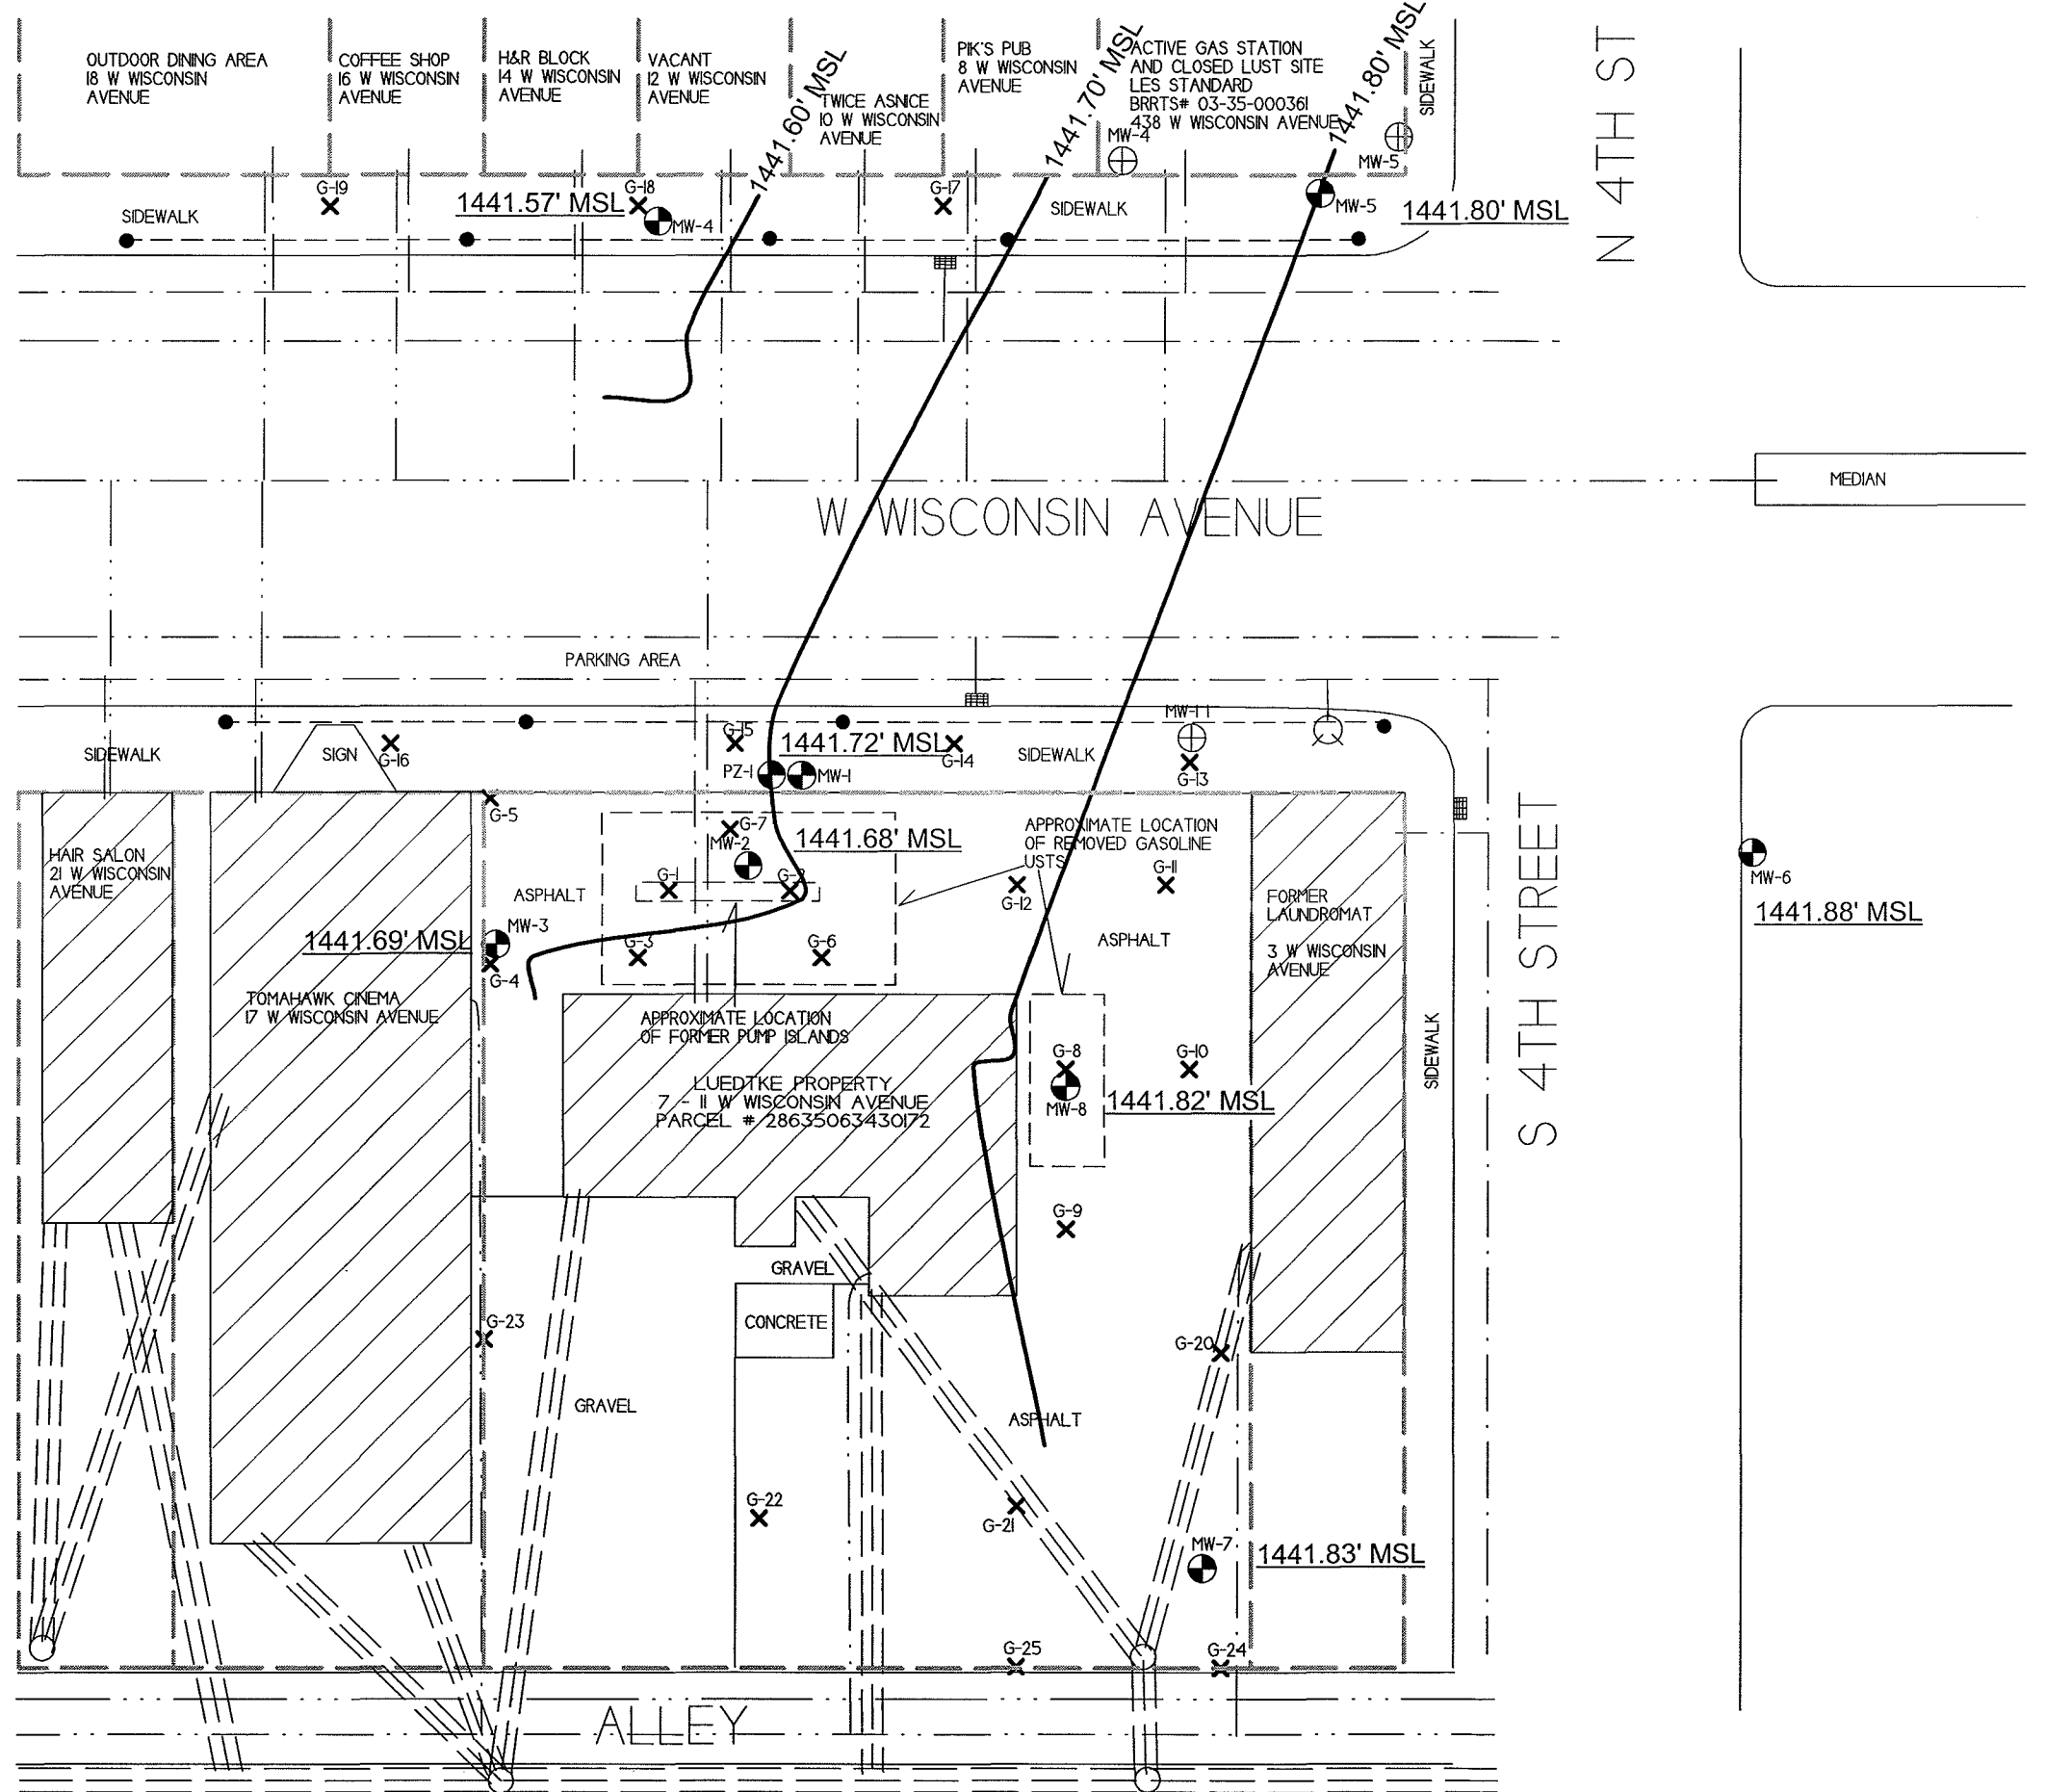 OUTDOOR DINING AREA
18 W WISCONSIN
AVENUE
COFFEE SHOP
16 W WISCONSIN
AVENUE
H&R BLOCK
14 W WISCONSIN
AVENUE
VACANT
12 W WISCONSIN
AVENUE
TWICE ASNICE
10 W WISCONSIN
AVENUE
PIK'S PUB
8 W WISCONSIN
AVENUE
ACTIVE GAS STATION
AND CLOSED LUST SITE
LES STANDARD
BRRTS# 03-35-000361
438 W WISCONSIN AVENUE
1441.60' MSL
1441.70' MSL
1441.80' MSL
SIDEWALK
N 4TH ST
MW-4
MW-5
G-19
1441.57' MSL
G-18
MW-4
G-17
SIDEWALK
SIDEWALK
MW-5
1441.80' MSL
MEDIAN
W WISCONSIN AVENUE
PARKING AREA
SIDEWALK
SIGN
G-16
G-15
1441.72' MSL
G-14
SIDEWALK
MW-11
G-13
PZ-1
MW-1
G-5
G-7
MW-2
1441.68' MSL
APPROXIMATE LOCATION
OF REMOVED GASOLINE
USTS
HAIR SALON
21 W WISCONSIN
AVENUE
ASPHALT
G-1
G-2
G-12
G-11
FORMER
LAUNDROMAT
3 W WISCONSIN
AVENUE
MW-6
1441.88' MSL
S 4TH STREET
MW-3
1441.69' MSL
G-4
G-3
G-6
ASPHALT
TOMAHAWK CINEMA
17 W WISCONSIN AVENUE
APPROXIMATE LOCATION
OF FORMER PUMP ISLANDS
LUEDTKE PROPERTY
7 - 11 W WISCONSIN AVENUE
PARCEL # 28635063430172
G-8
MW-8
1441.82' MSL
G-10
SIDEWALK
G-9
GRAVEL
CONCRETE
G-23
G-20
GRAVEL
ASPHALT
G-22
G-21
MW-7
1441.83' MSL
G-25
G-24
ALLEY